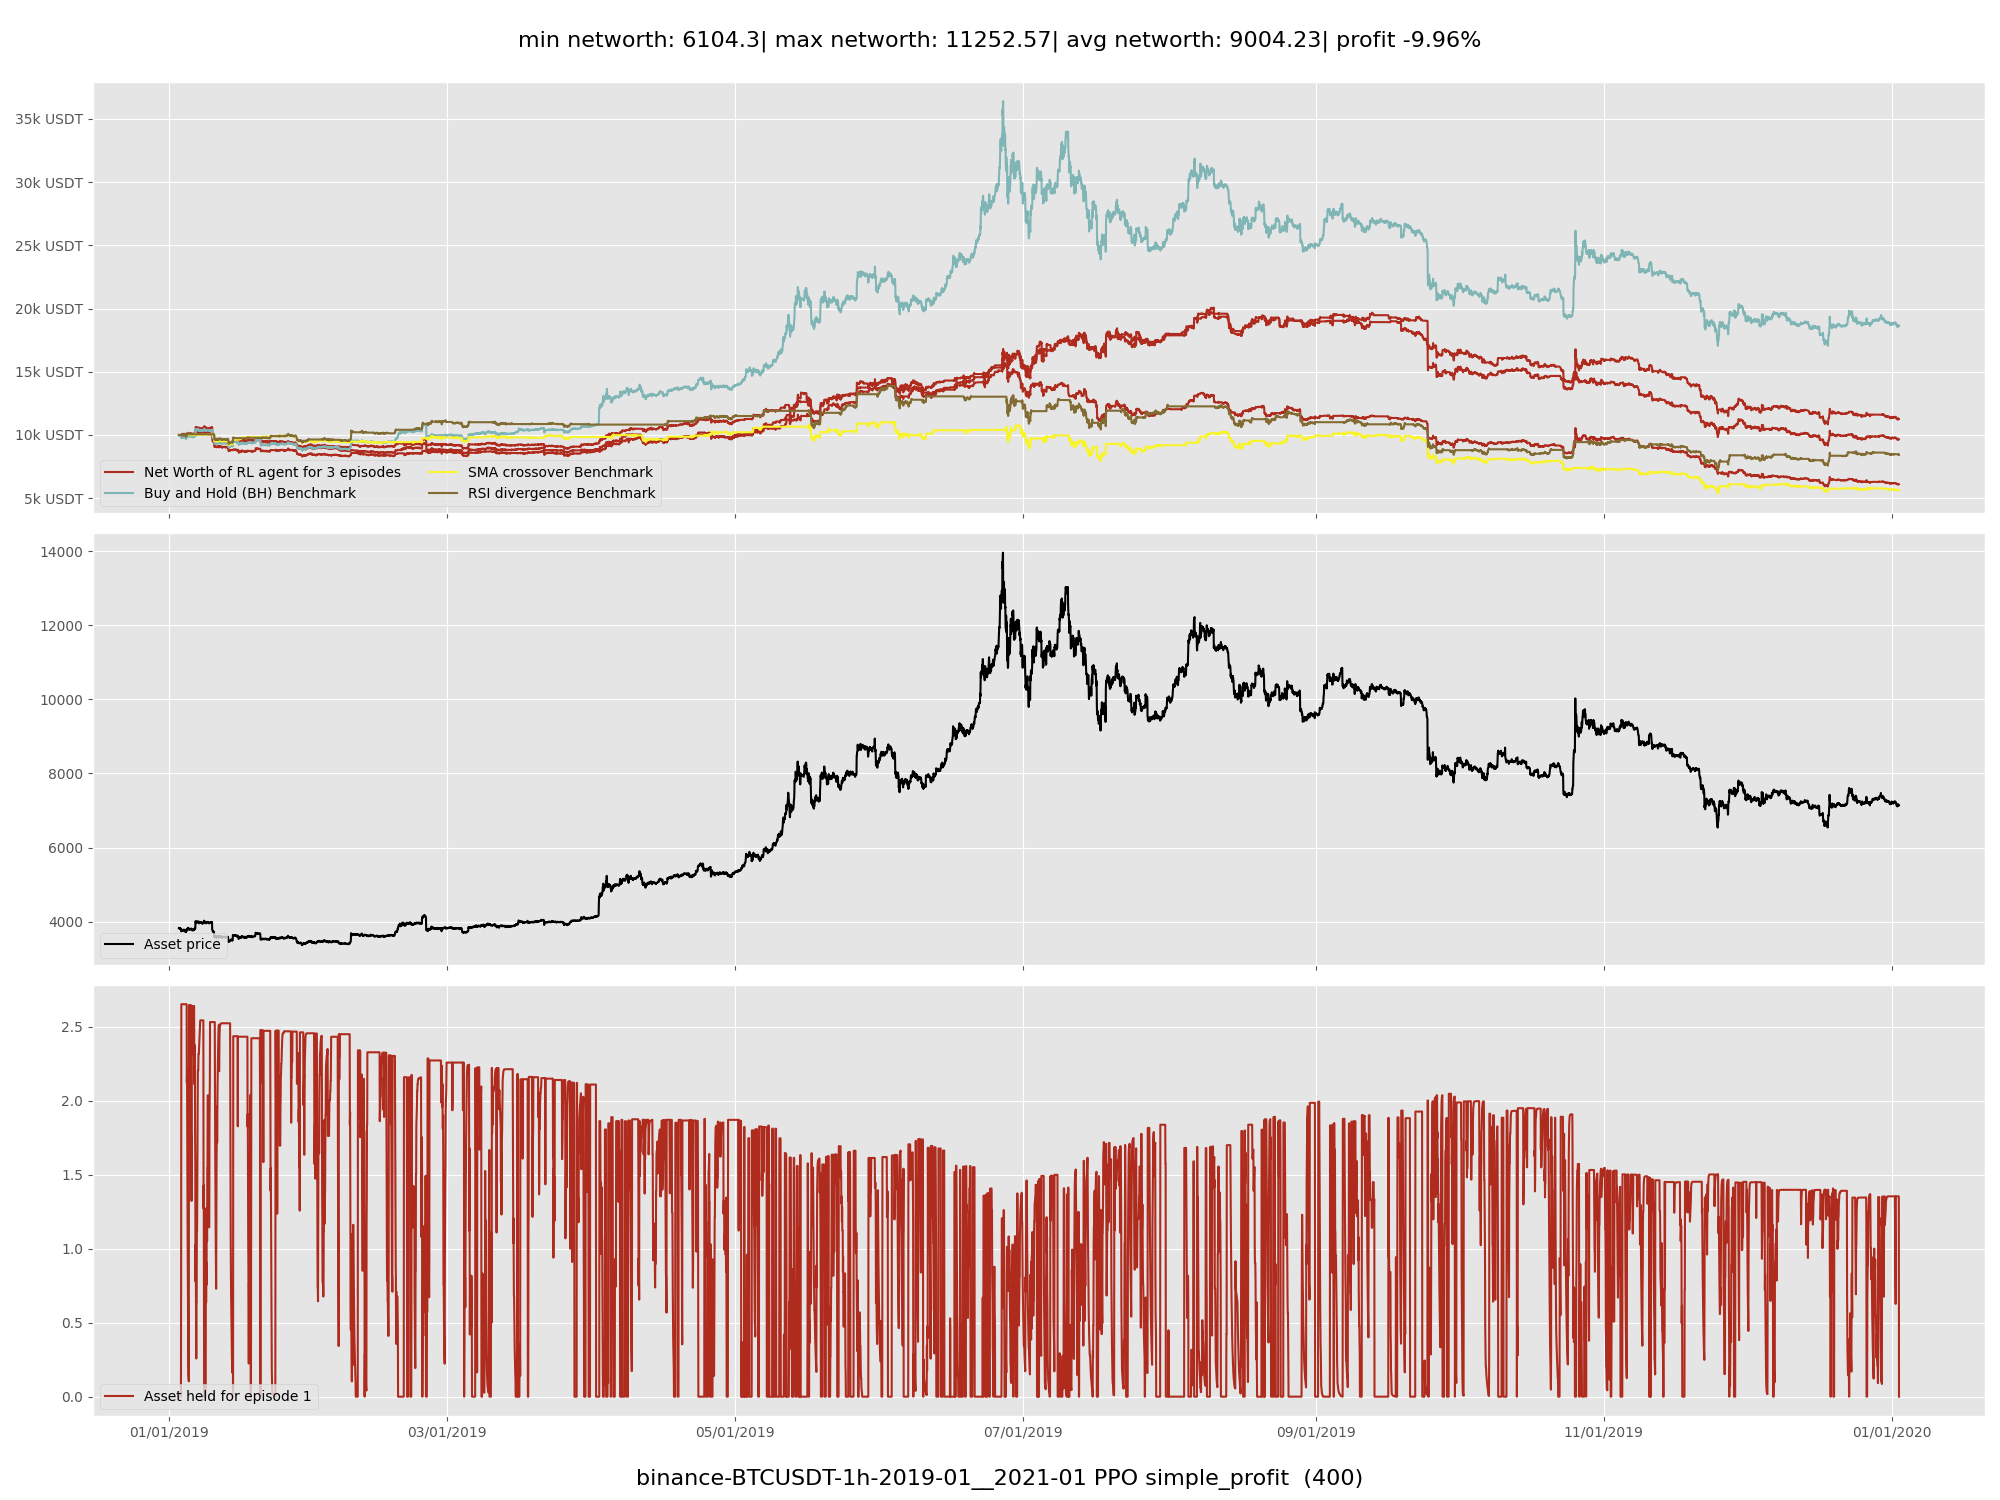 min networth: 6104.3| max networth: 11252.57| avg networth: 9004.23| profit -9.96%
35k USDT
30k USDT
25k USDT
20k USDT
15k USDT
10k USDT
5k USDT
Net Worth of RL agent for 3 episodes
Buy and Hold (BH) Benchmark
SMA crossover Benchmark
RSI divergence Benchmark
14000
12000
10000
8000
6000
4000
Asset price
2.5
2.0
1.5
1.0
0.5
0.0
Asset held for episode 1
01/01/2019 03/01/2019 05/01/2019 07/01/2019 09/01/2019 11/01/2019 01/01/2020
binance-BTCUSDT-1h-2019-01__2021-01 PPO simple_profit (400)